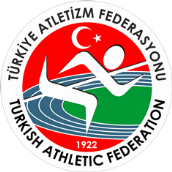 TÜRKİYE ATLETİZM FEDERASYONU
1922
TURKISH ATHLETIC FEDERATION